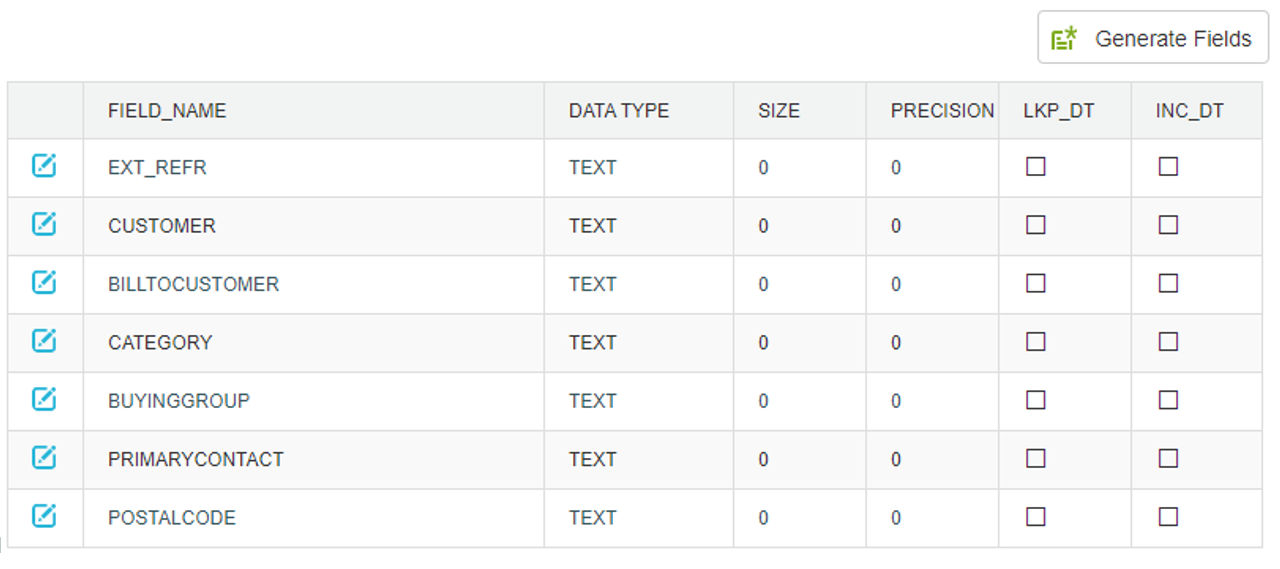 Generate Fields
FIELD_NAME DATA TYPE SIZE PRECISION LKP_DT INC_DT
EXT_REFR TEXT 0 0
CUSTOMER TEXT 0 0
BILLTOCUSTOMER TEXT 0 0
CATEGORY TEXT 0 0
BUYINGGROUP TEXT 0 0
PRIMARYCONTACT TEXT 0 0
POSTALCODE TEXT 0 0